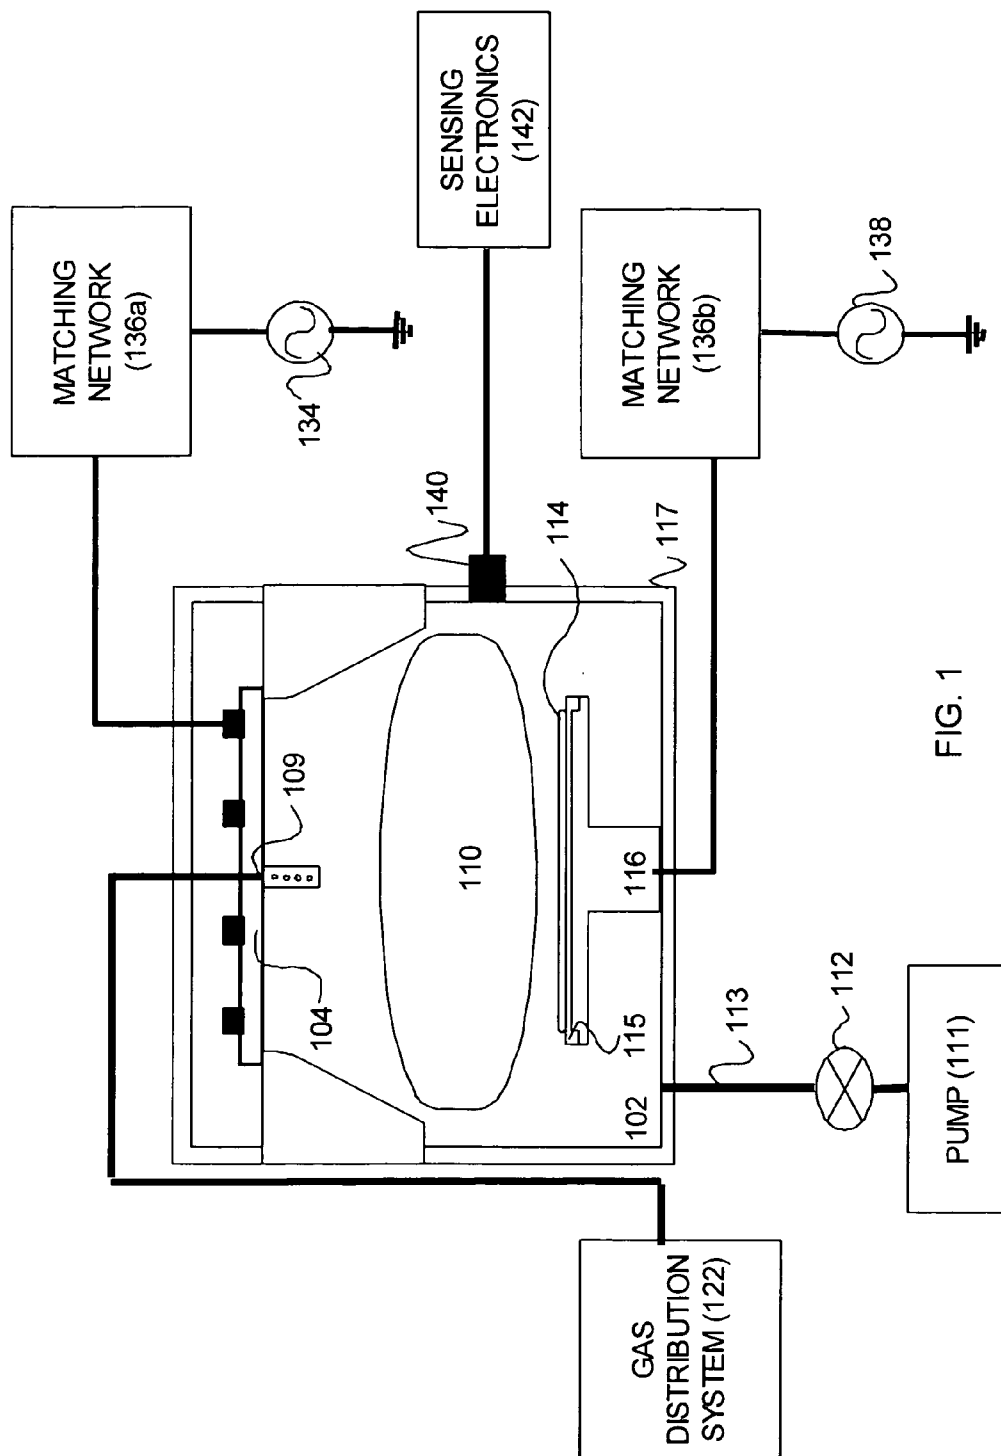 MATCHING
NETWORK
(136a)
134
SENSING
ELECTRONICS
(142)
140
109
104
110
114
117
115
116
102
MATCHING
NETWORK
(136b)
138
113
112
PUMP (111)
GAS
DISTRIBUTION
SYSTEM (122)
FIG. 1